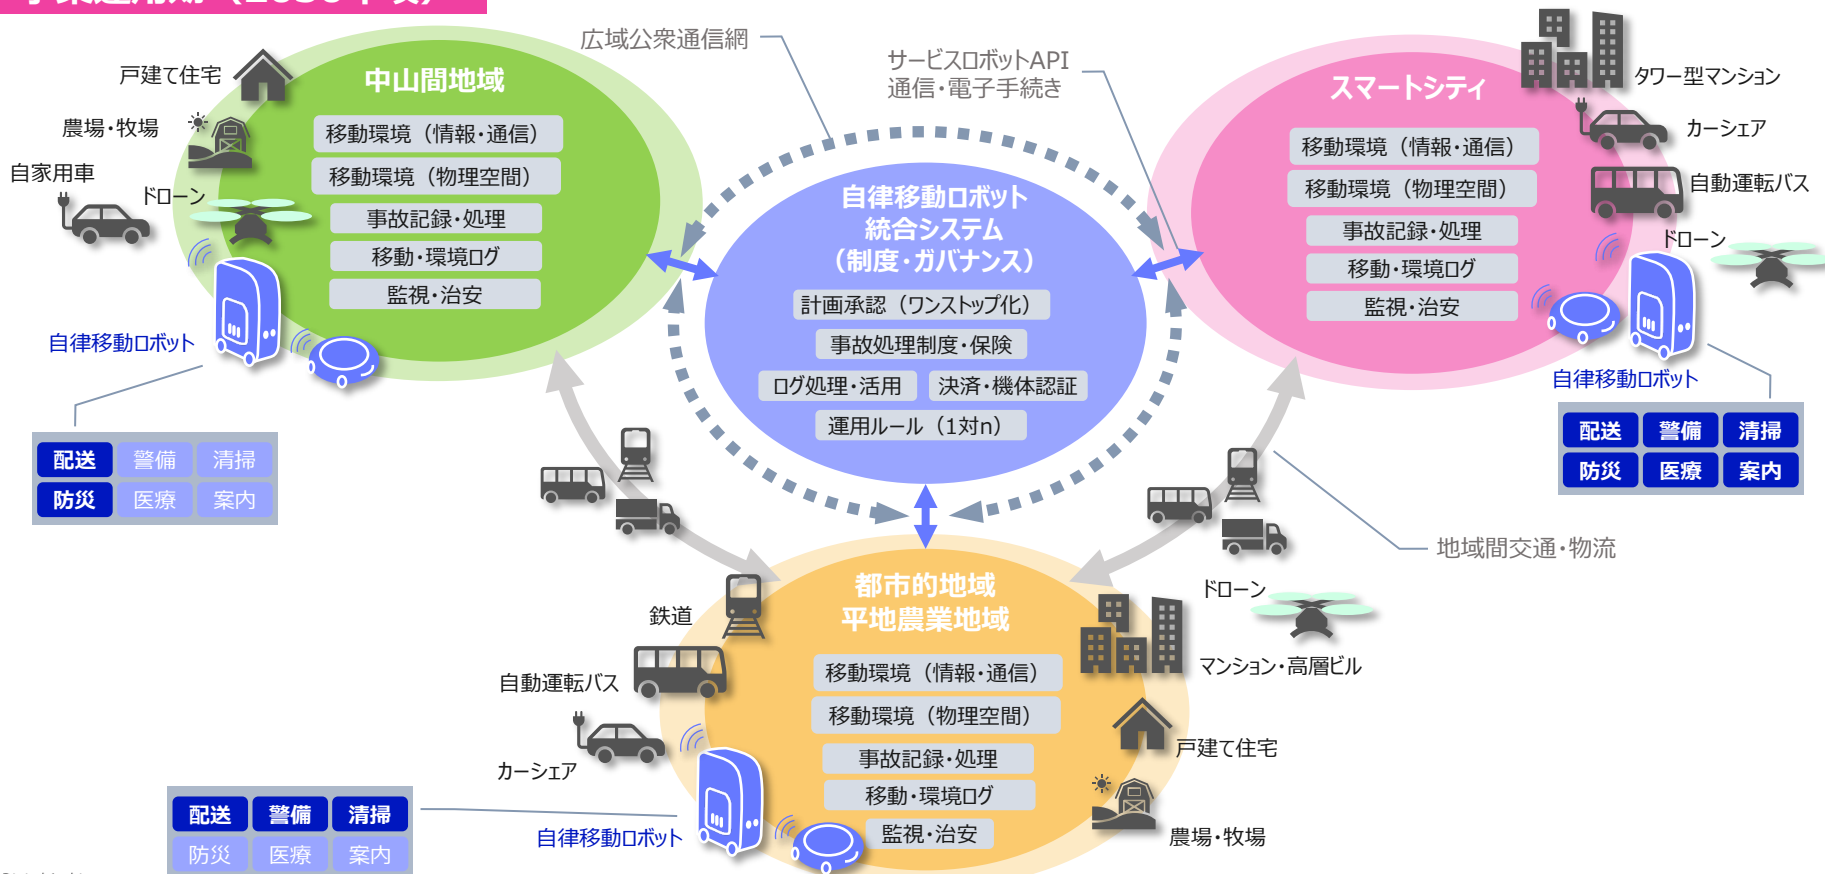 事業運用期（2030年頃）
広域公衆通信網
サービスロボットAPI
通信・電子手続き
中山間地域
戸建て住宅
農場・牧場
自家用車
ドローン
移動環境（情報・通信）
移動環境（物理空間）
事故記録・処理
移動・環境ログ
監視・治安
自律移動ロボット
配送 警備 清掃
防災 医療 案内
自律移動ロボット
統合システム
（制度・ガバナンス）
計画承認（ワンストップ化）
事故処理制度・保険
ログ処理・活用 決済・機体認証
運用ルール（1対n）
スマートシティ
タワー型マンション
カーシェア
自動運転バス
ドローン
移動環境（情報・通信）
移動環境（物理空間）
事故記録・処理
移動・環境ログ
監視・治安
自律移動ロボット
配送 警備 清掃
防災 医療 案内
地域間交通・物流
都市的地域
平地農業地域
鉄道
自動運転バス
カーシェア
ドローン
マンション・高層ビル
戸建て住宅
農場・牧場
移動環境（情報・通信）
移動環境（物理空間）
事故記録・処理
移動・環境ログ
監視・治安
自律移動ロボット
配送 警備 清掃
防災 医療 案内